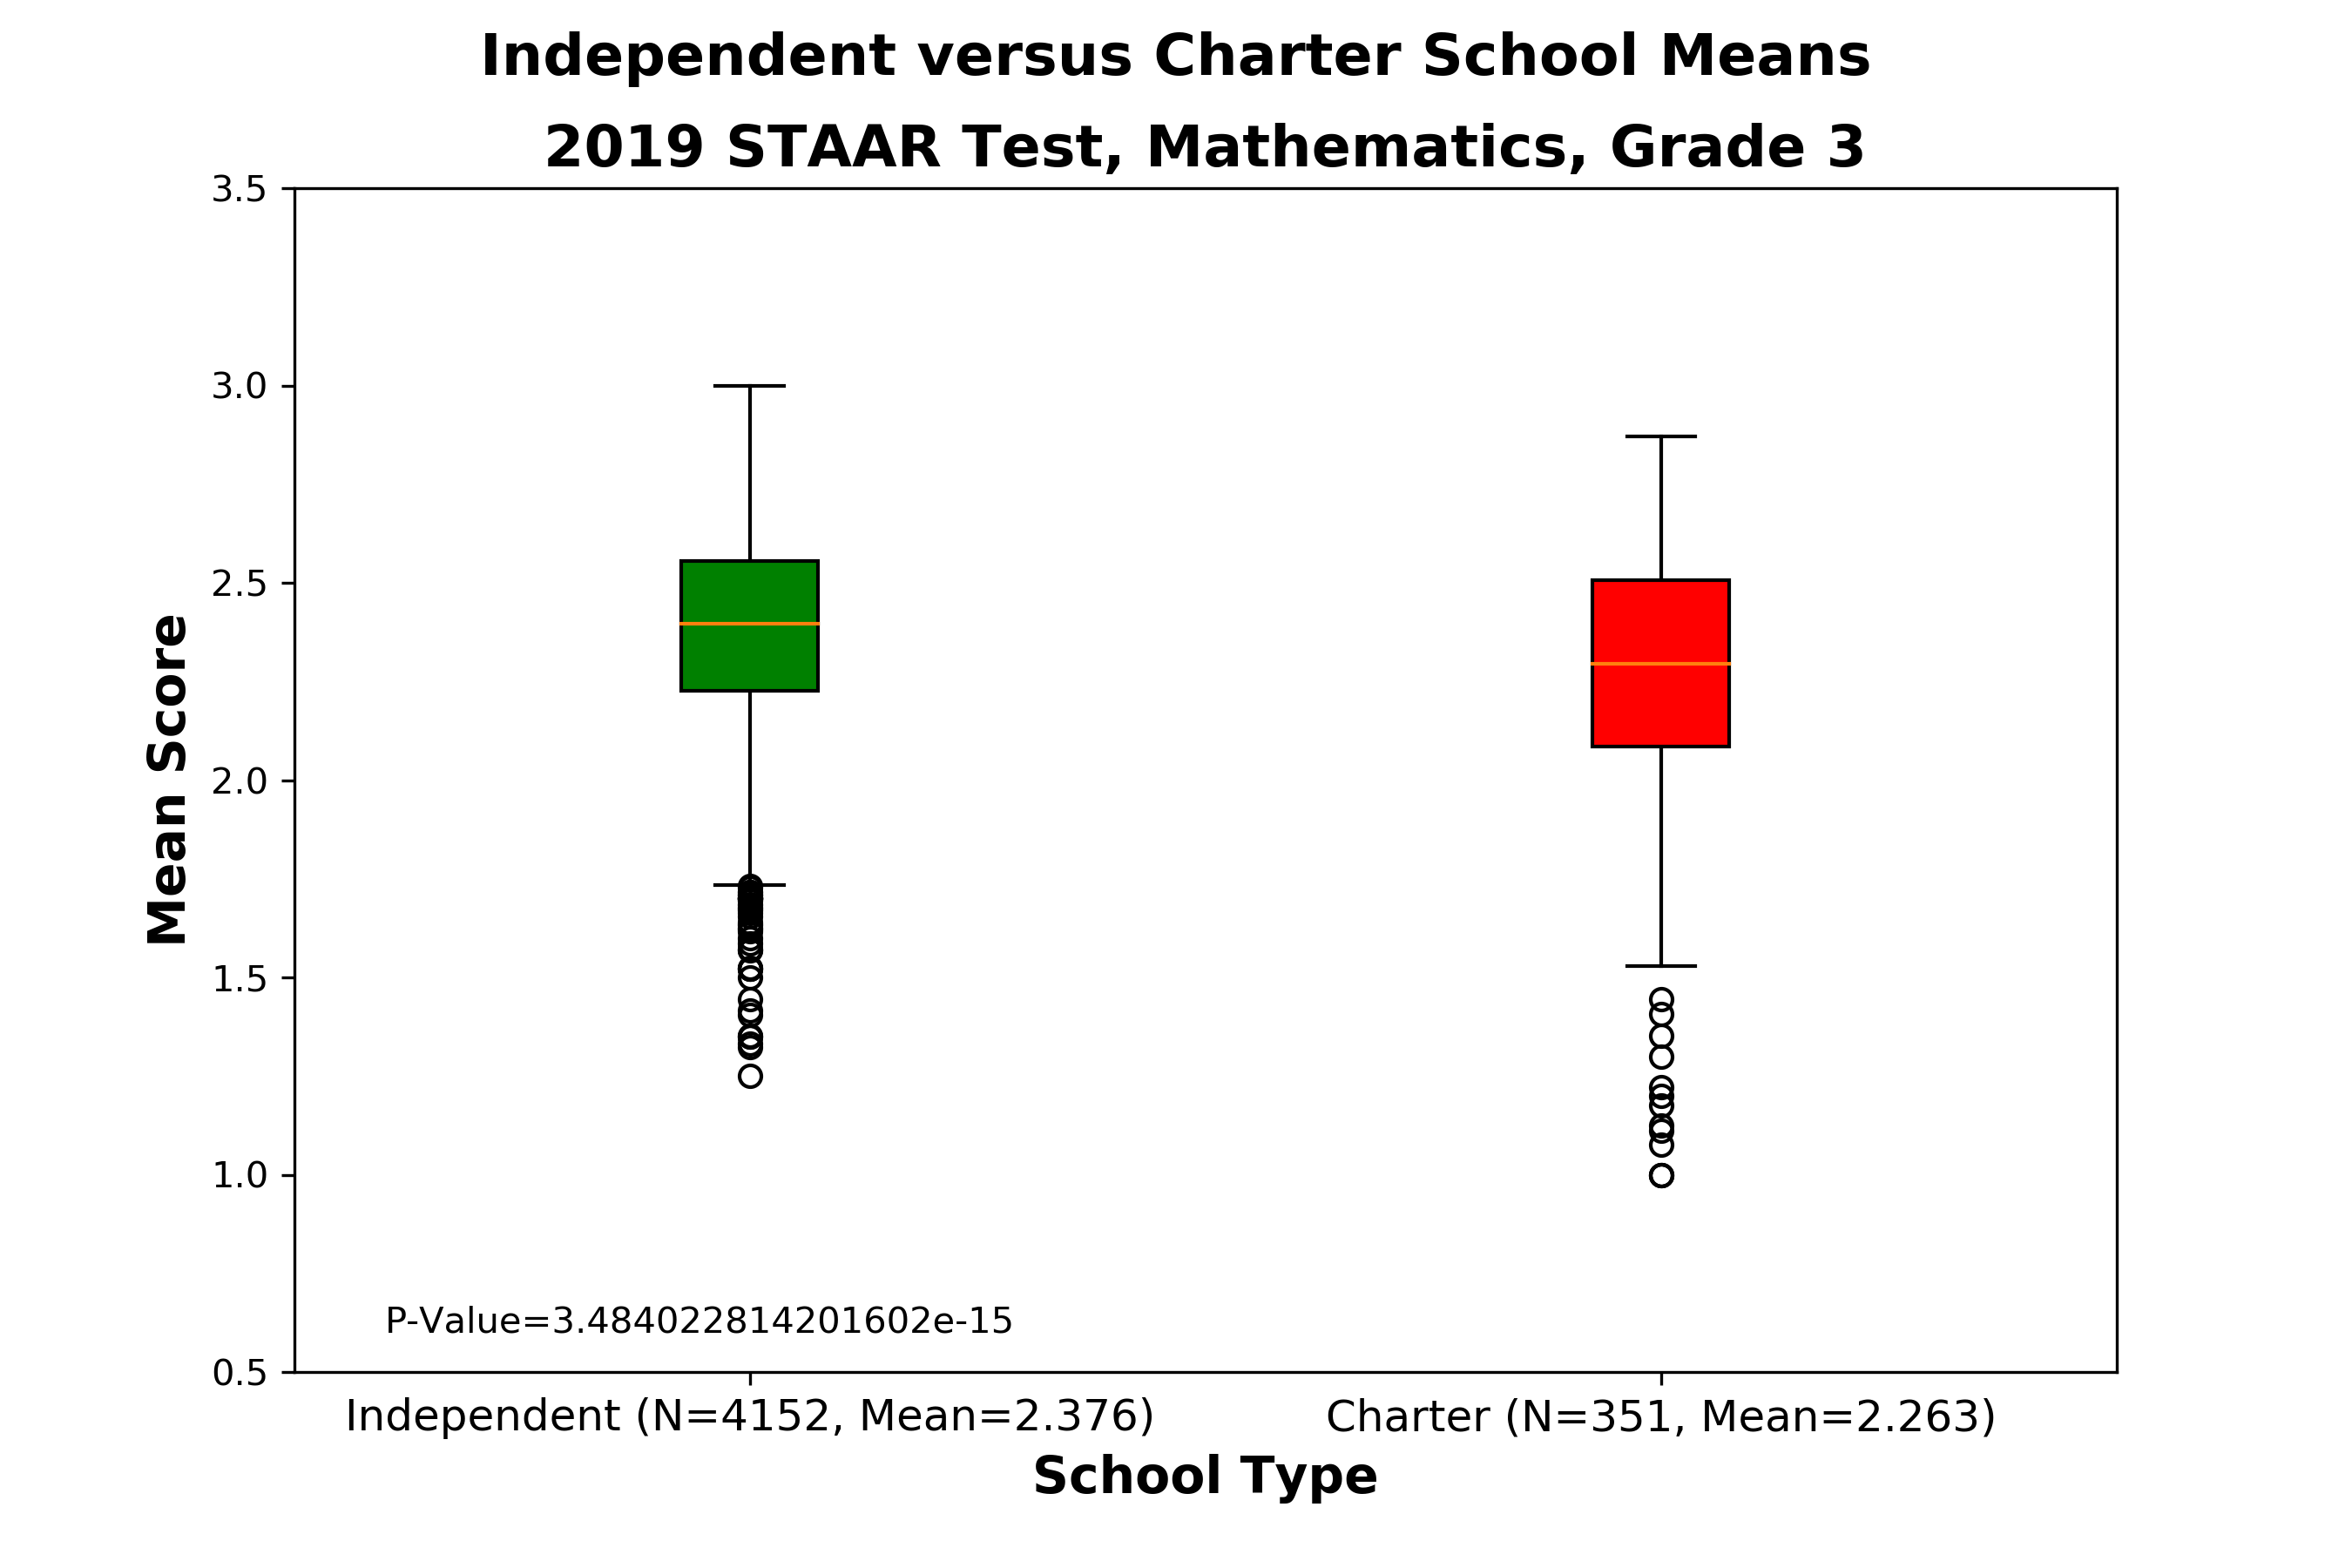 Independent versus Charter School Means
2019 STAAR Test, Mathematics, Grade 3
3.5
3.0
2.5
2.0
1.5
1.0
0.5
Mean Score
P-Value=3.484022814201602e-15
Independent (N=4152, Mean=2.376)
Charter (N=351, Mean=2.263)
School Type